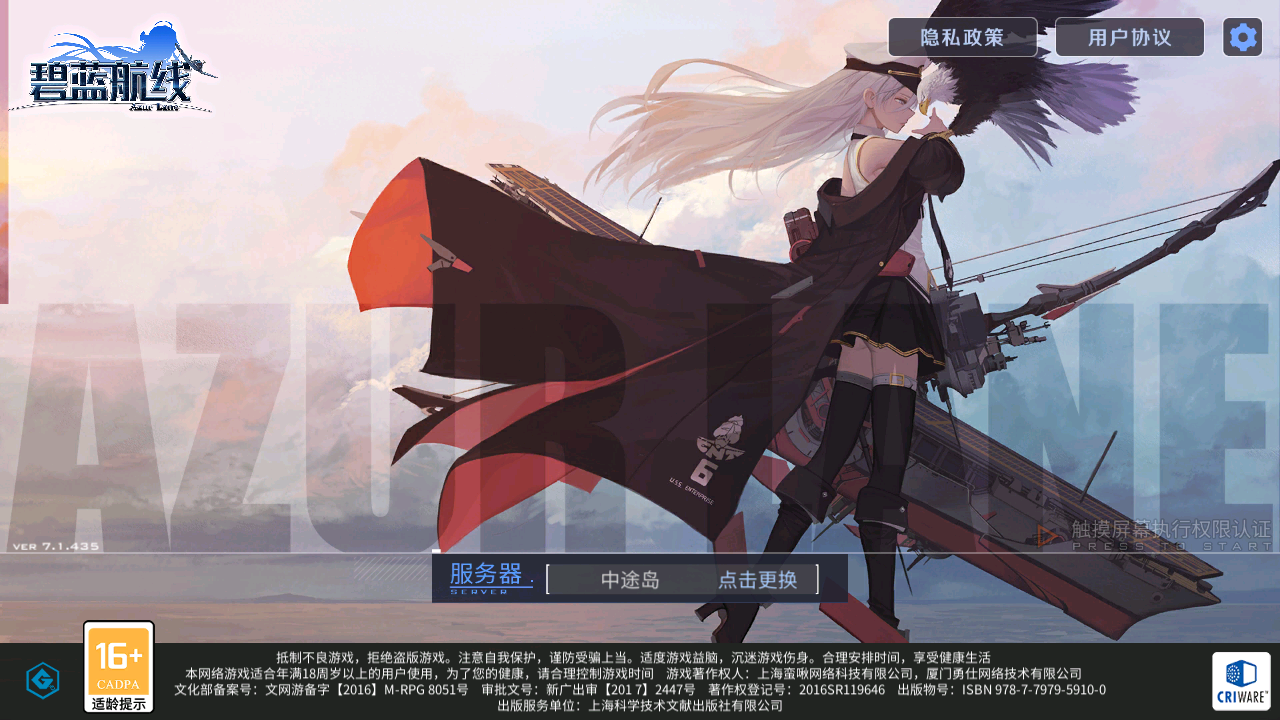 碧蓝航线
Azur Lane
隐私政策
用户协议
AZUR LANE
6
U.S.S. ENTERPRISE
触摸屏幕执行权限认证
PRESS TO START
VER 7.1.435
服务器
SERVER
中途岛
点击更换
16+
CADPA
适龄提示
抵制不良游戏，拒绝盗版游戏。注意自我保护，谨防受骗上当。适度游戏益脑，沉迷游戏伤身。合理安排时间，享受健康生活
本网络游戏适合年满18周岁以上的用户使用，为了您的健康，请合理控制游戏时间 游戏著作权人：上海蛮啾网络科技有限公司，厦门勇仕网络技术有限公司
文化部备案号：文网游备字【2016】M-RPG 8051号 审批文号：新广出审【201 7】2447号 著作权登记号：2016SR119646 出版物号：ISBN 978-7-7979-5910-0
出版服务单位：上海科学技术文献出版社有限公司
CRIWARE